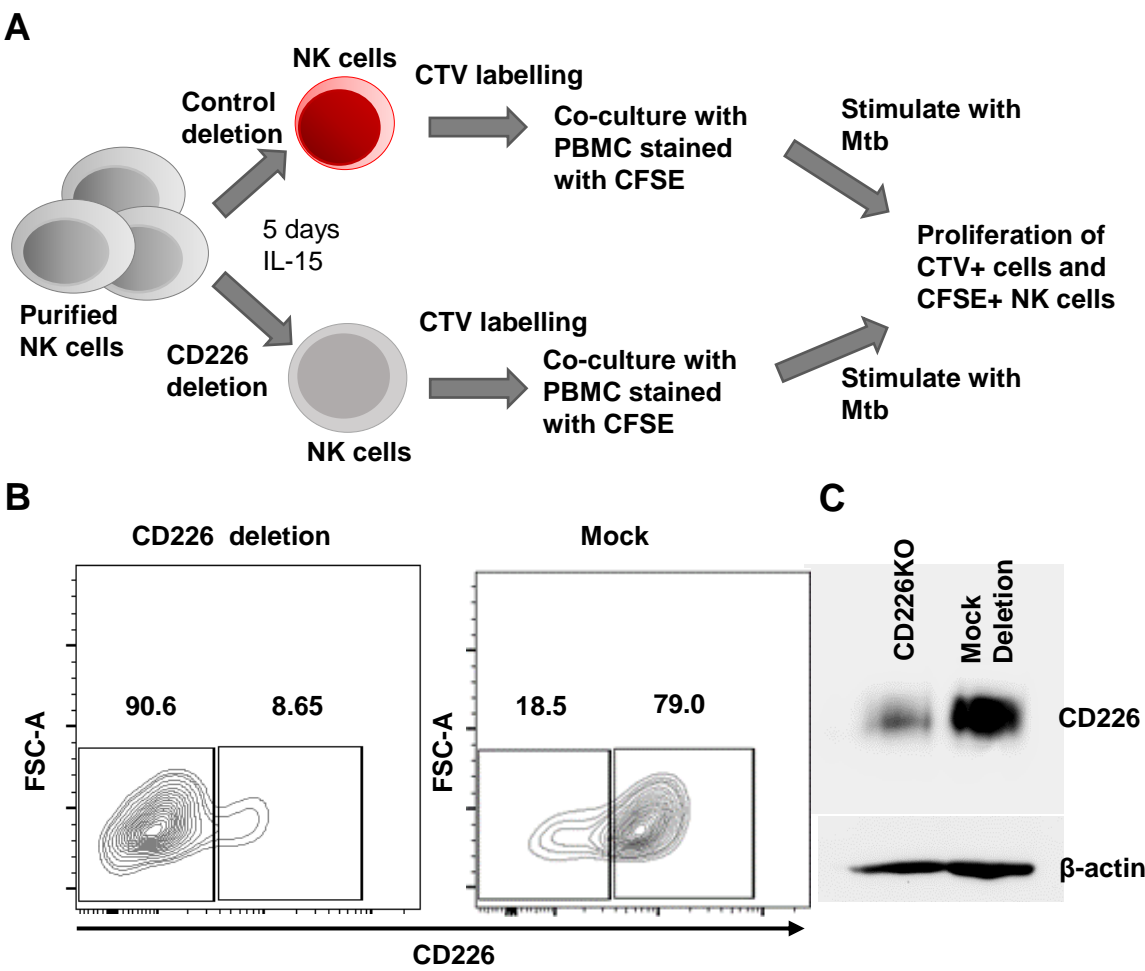 A
NK cells
CTV labelling
Control
deletion
Co-culture with
PBMC stained
with CFSE
Stimulate with
Mtb
5 days
IL-15
Purified
NK cells
Proliferation of
CTV+ cells and
CFSE+ NK cells
CD226
deletion
NK cells
CTV labelling
Co-culture with
PBMC stained
with CFSE
Stimulate with
Mtb
B
CD226 deletion
Mock
90.6
8.65
18.5
79.0
FSC-A
FSC-A
CD226
C
CD226KO
Mock
Deletion
CD226
β-actin